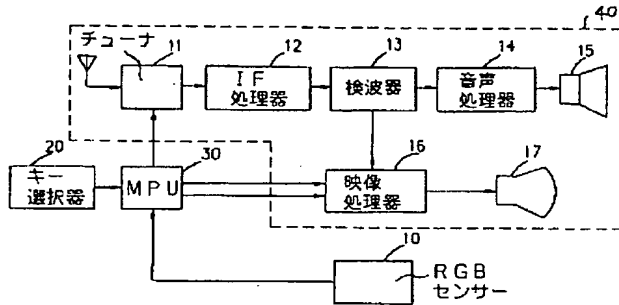 40
チューナ
11
12
13
14
15
IF
処理器
検波器
音声
処理器
20
30
16
17
キー
選択器
MPU
映像
処理器
10
RGB
センサー